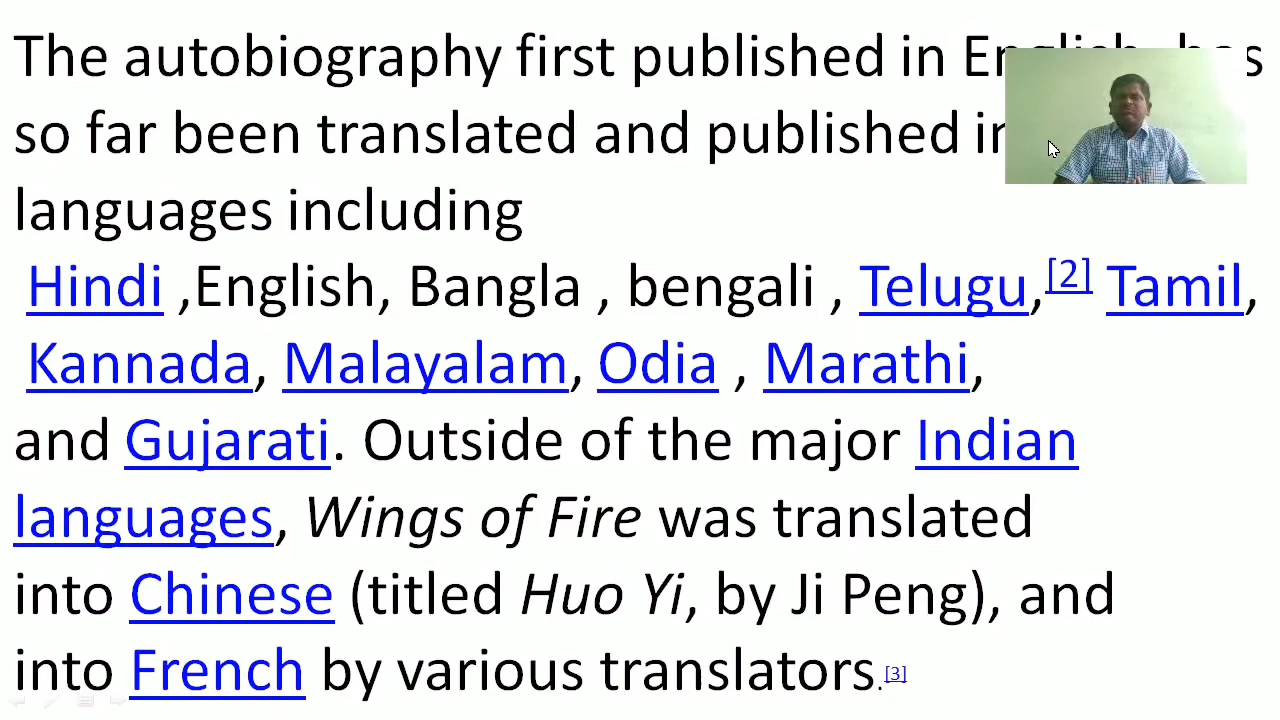 The autobiography first published in English, has
so far been translated and published in
languages including
Hindi ,English, Bangla , bengali , Telugu,[2] Tamil,
Kannada, Malayalam, Odia , Marathi,
and Gujarati. Outside of the major Indian
languages, Wings of Fire was translated
into Chinese (titled Huo Yi, by Ji Peng), and
into French by various translators.[3]